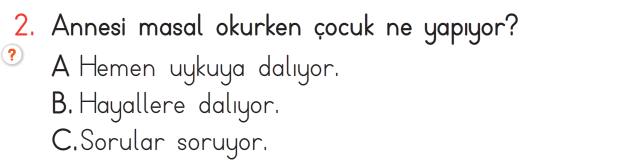 2. Annesi masal okurken çocuk ne yapıyor?
?
A Hemen uykuya dalıyor.
B. Hayallere dalıyor.
C.Sorular soruyor.